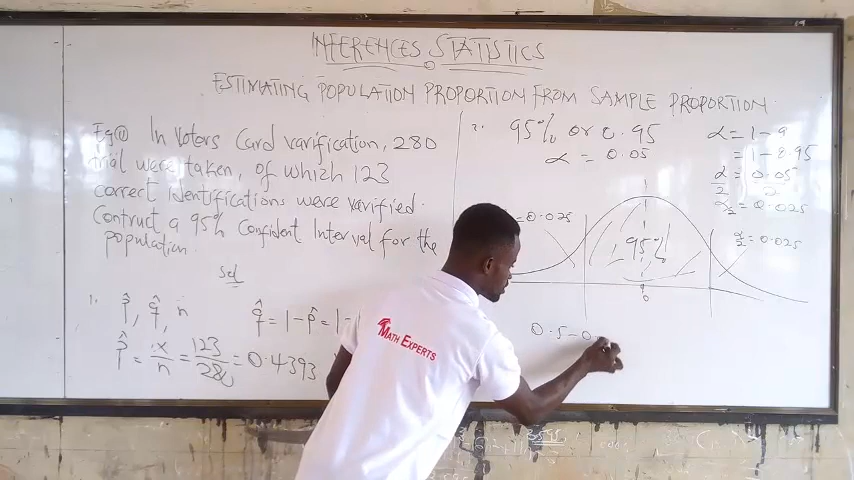 INFERENCES STATISTICS
ESTIMATING POPULATION PROPORTION FROM SAMPLE PROPORTION
Eg① In Voters Card varification, 280
trial were taken, of which 123
correct identifications were varified.
Contruct a 95% Confident Interval for the
population.
Sol
1. p̂, q̂, n
q̂ = 1 - p̂ = 1 -
p̂ = x/n = 123/280 = 0.4393
2. 95% or 0.95
α = 0.05
α = 1 - a
= 1 - 0.95
α/2 = 0.05/2
α/2 = 0.025
= 0.025
95%
α/2 = 0.025
0
0.5 - 0.
MATH EXPERTS